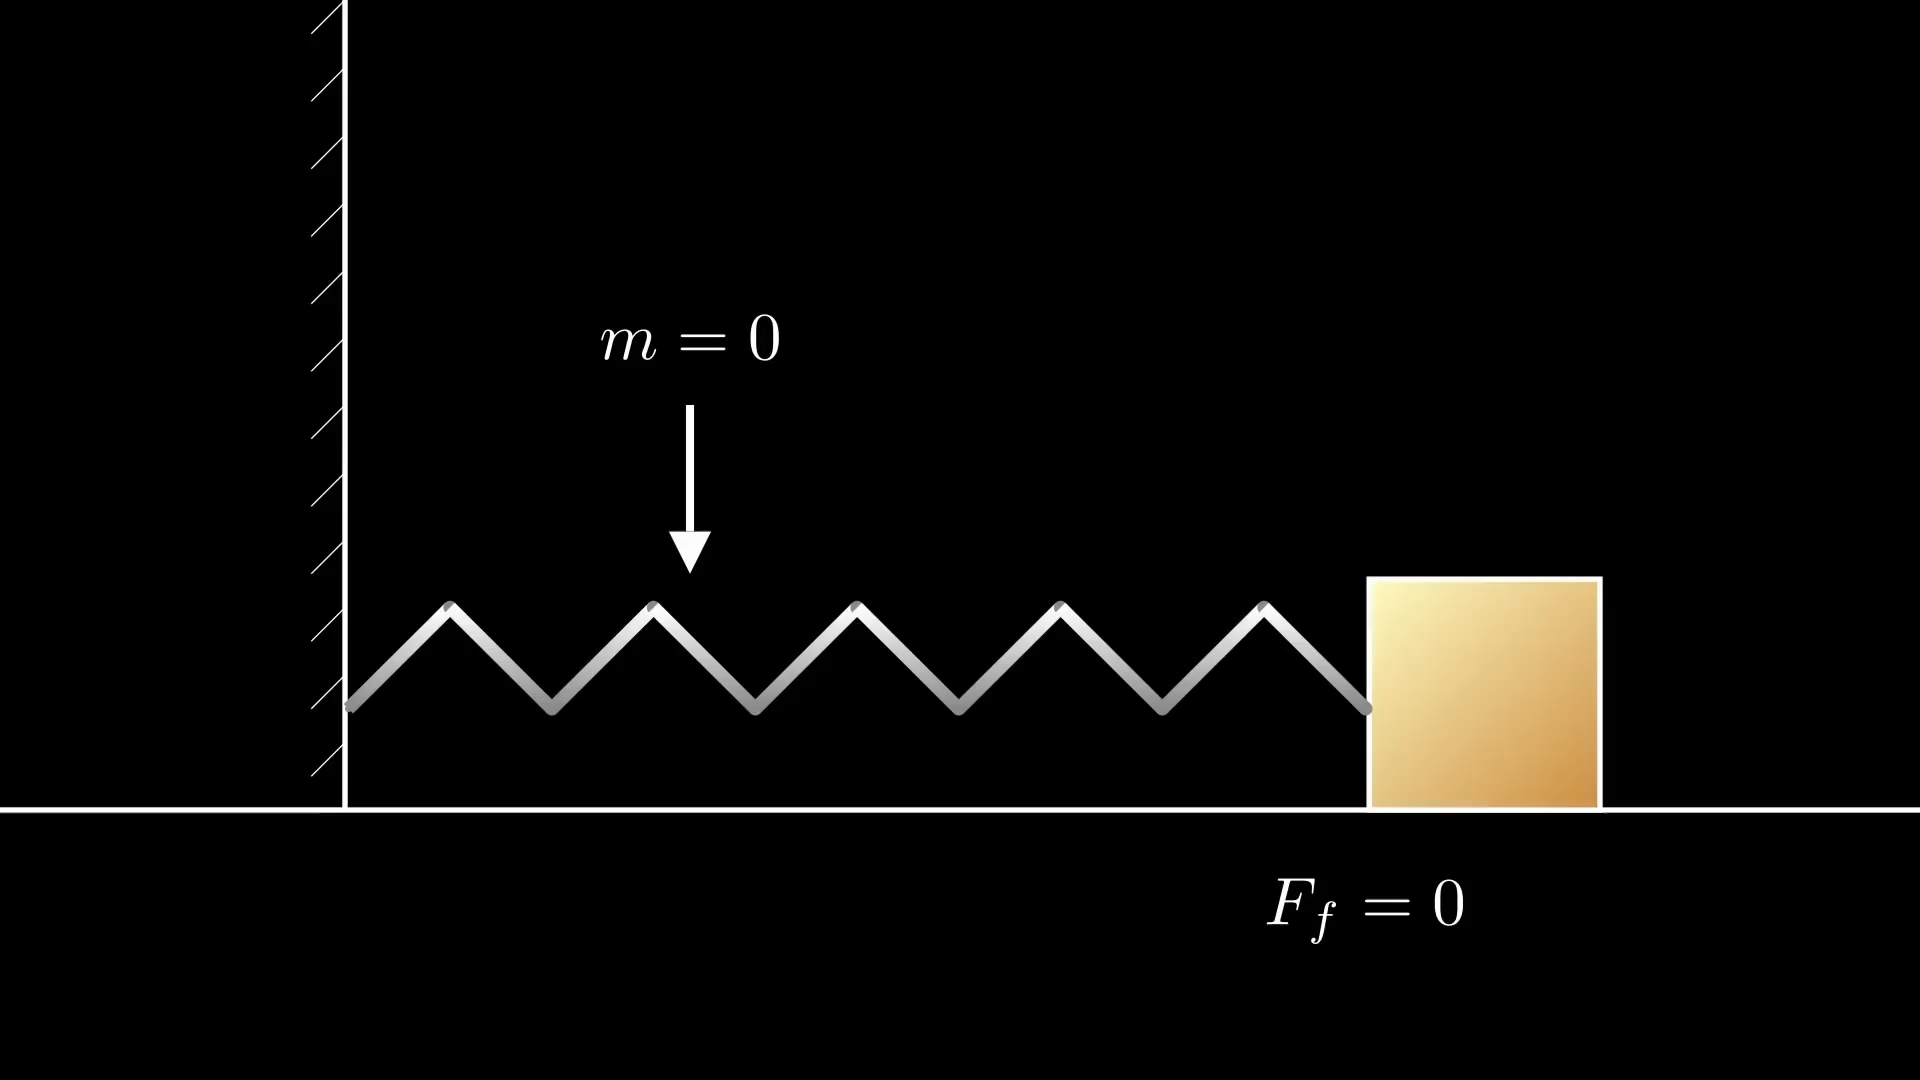 m = 0
F_f = 0